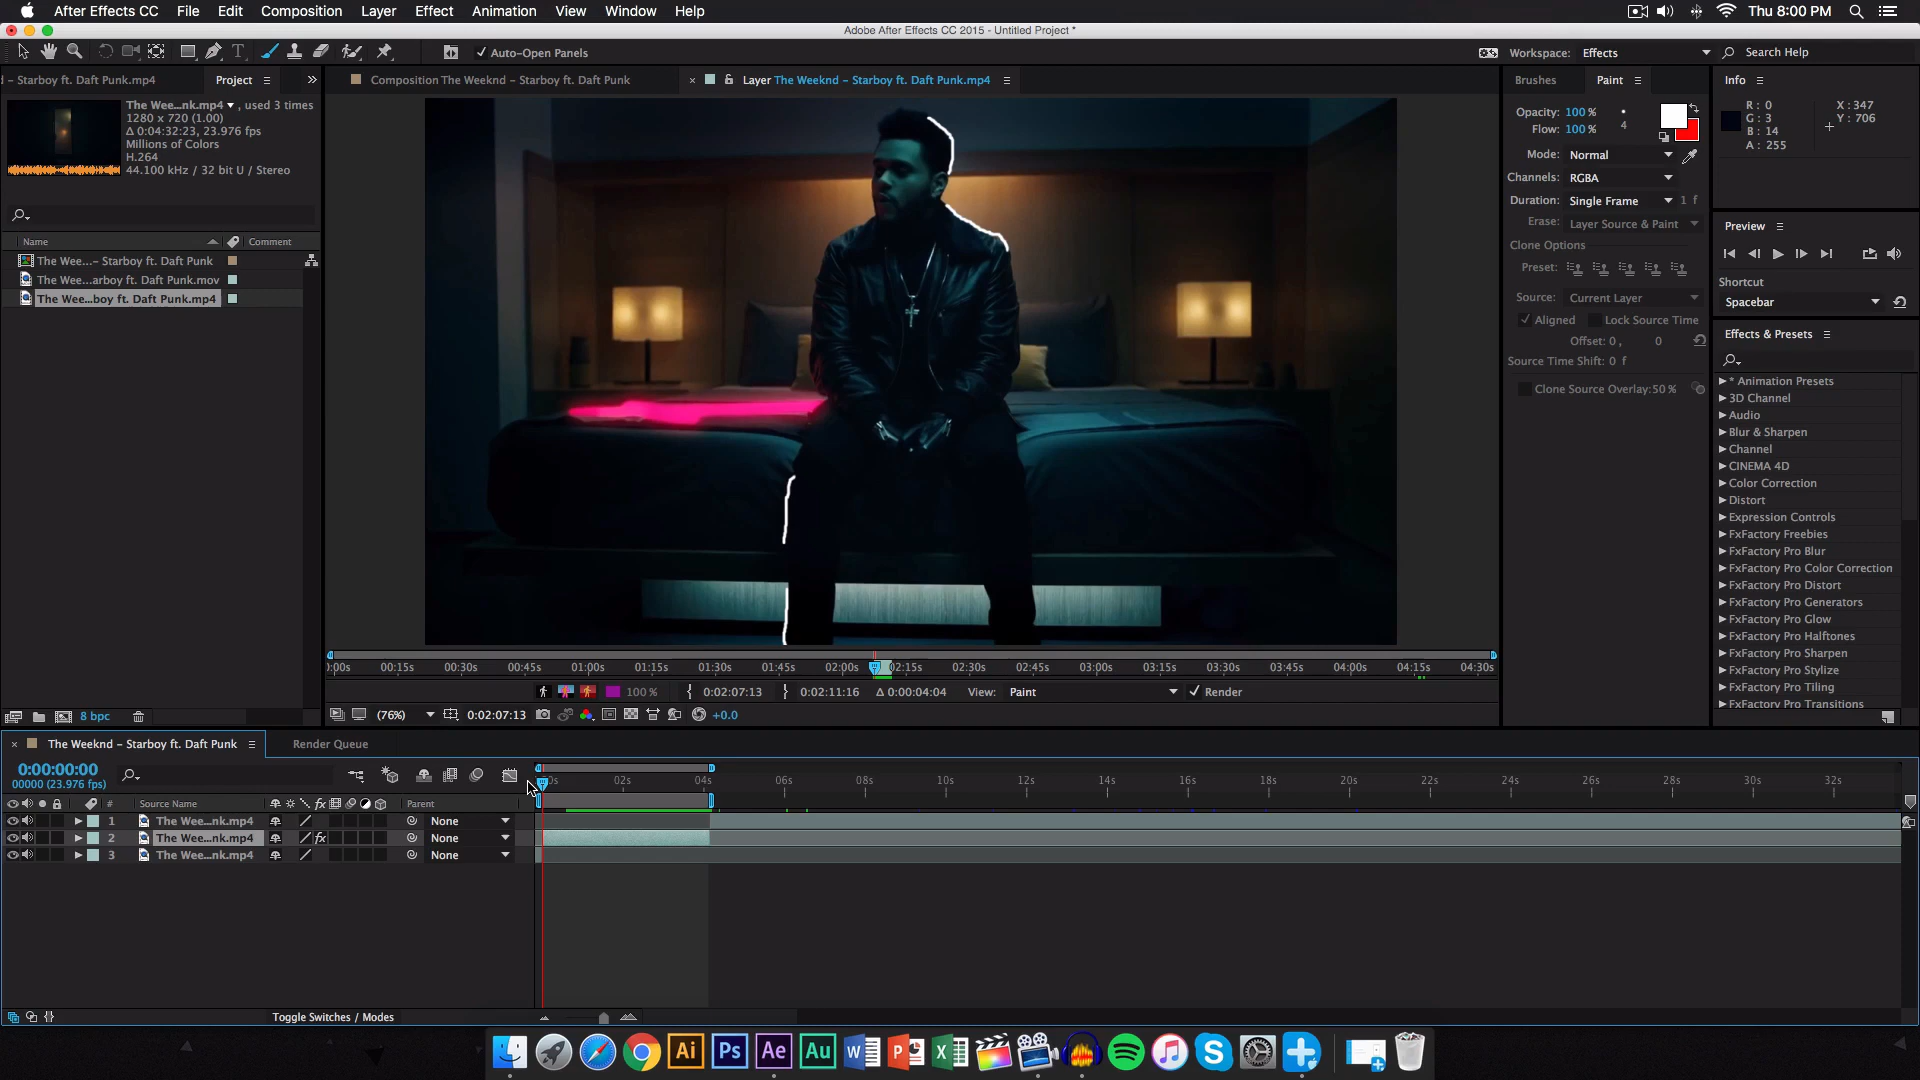 After Effects CC File Edit Composition Layer Effect Animation View Window Help Thu 8:00 PM
Adobe After Effects CC 2015 - Untitled Project *
Auto-Open Panels Workspace: Effects Search Help
- Starboy ft. Daft Punk.mp4 Project Composition The Weeknd - Starboy ft. Daft Punk Layer The Weeknd - Starboy ft. Daft Punk.mp4 Brushes Paint Info
The Wee...nk.mp4 , used 3 times
1280 x 720 (1.00)
Δ 0:04:32:23, 23.976 fps
Millions of Colors
H.264
44.100 kHz / 32 bit U / Stereo
Opacity: 100 %
Flow: 100 % 4
R: 0 X: 347
G: 3 Y: 706
B: 14
A: 255
Mode: Normal
Channels: RGBA
Duration: Single Frame 1 f
Erase: Layer Source & Paint
Clone Options
Preset:
Source: Current Layer
Aligned Lock Source Time
Offset: 0 , 0
Source Time Shift: 0 f
Clone Source Overlay: 50 %
Preview
Shortcut
Spacebar
Effects & Presets
* Animation Presets
3D Channel
Audio
Blur & Sharpen
Channel
CINEMA 4D
Color Correction
Distort
Expression Controls
FxFactory Freebies
FxFactory Pro Blur
FxFactory Pro Color Correction
FxFactory Pro Distort
FxFactory Pro Generators
FxFactory Pro Glow
FxFactory Pro Halftones
FxFactory Pro Sharpen
FxFactory Pro Stylize
FxFactory Pro Tiling
FxFactory Pro Transitions
Name Comment
The Wee...- Starboy ft. Daft Punk
The Wee...arboy ft. Daft Punk.mov
The Wee...boy ft. Daft Punk.mp4
8 bpc
:00s 00:15s 00:30s 00:45s 01:00s 01:15s 01:30s 01:45s 02:00s 02:15s 02:30s 02:45s 03:00s 03:15s 03:30s 03:45s 04:00s 04:15s 04:30s
100 % { 0:02:07:13 } 0:02:11:16 Δ 0:00:04:04 View: Paint Render
(76%) 0:02:07:13 +0.0
The Weeknd - Starboy ft. Daft Punk Render Queue
0:00:00:00
00000 (23.976 fps)
0s 02s 04s 06s 08s 10s 12s 14s 16s 18s 20s 22s 24s 26s 28s 30s 32s
# Source Name fx Parent
1 The Wee...nk.mp4 None
2 The Wee...nk.mp4 fx None
3 The Wee...nk.mp4 None
Toggle Switches / Modes
Ai Ps Ae Au W P X S